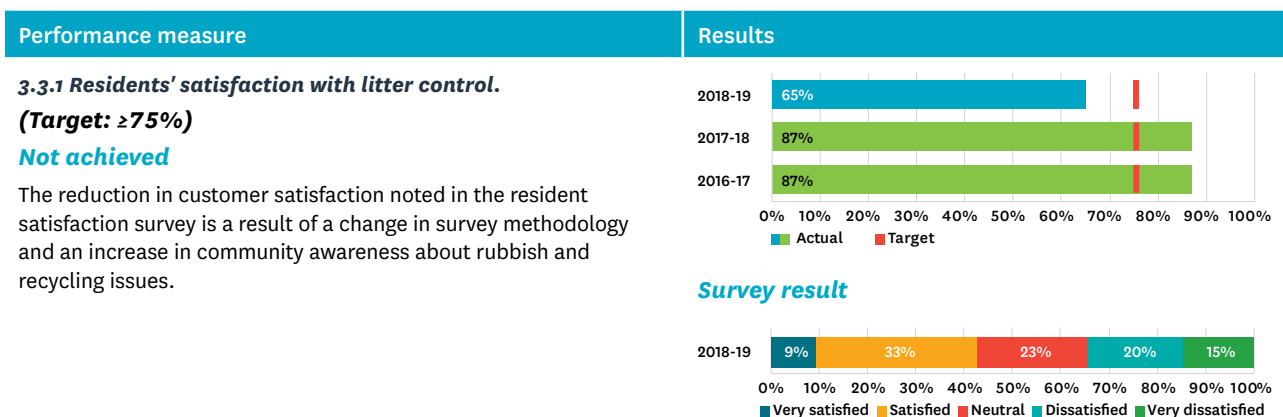 Performance measure
Results
3.3.1 Residents' satisfaction with litter control.
(Target: ≥75%)
Not achieved
The reduction in customer satisfaction noted in the resident
satisfaction survey is a result of a change in survey methodology
and an increase in community awareness about rubbish and
recycling issues.
2018-19 65%
2017-18 87%
2016-17 87%
0% 10% 20% 30% 40% 50% 60% 70% 80% 90% 100%
Actual Target
Survey result
2018-19 9% 33% 23% 20% 15%
0% 10% 20% 30% 40% 50% 60% 70% 80% 90% 100%
Very satisfied Satisfied Neutral Dissatisfied Very dissatisfied